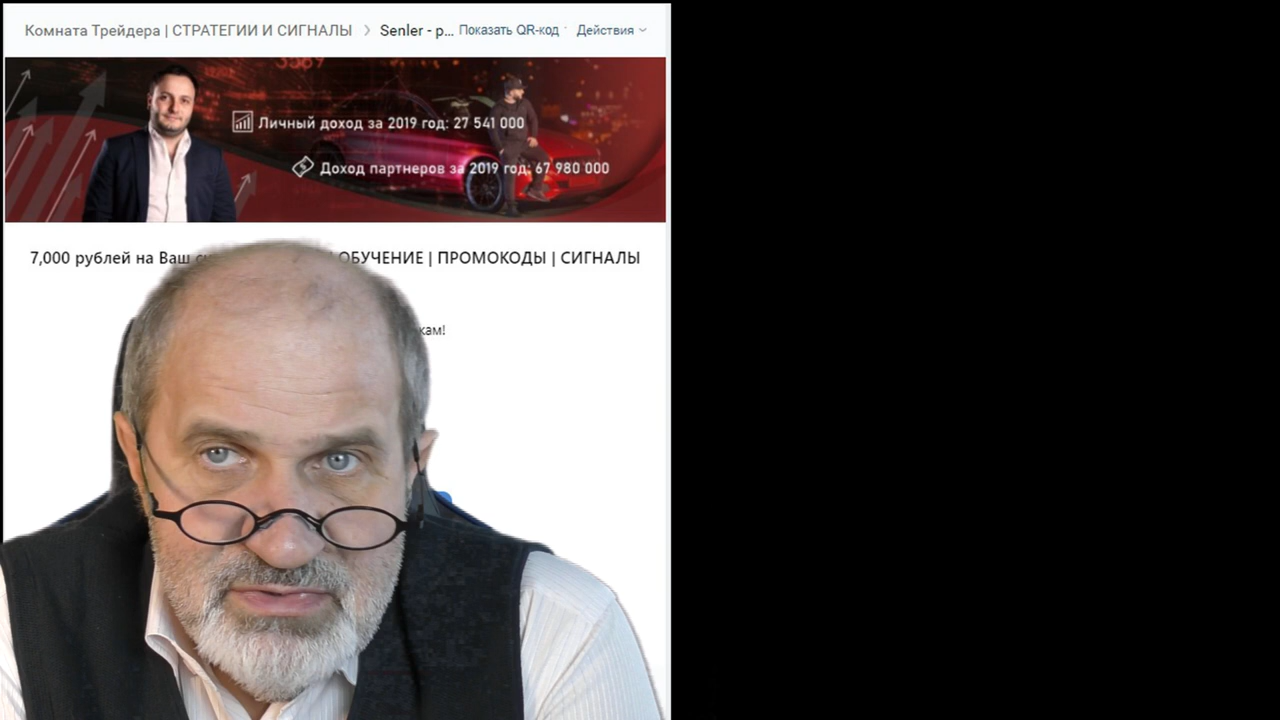 Комната Трейдера | СТРАТЕГИИ И СИГНАЛЫ > Senler - р... Показать QR-код · Действия
Личный доход за 2019 год: 27 541 000
Доход партнеров за 2019 год: 67 980 000
7,000 рублей на Ваш ОБУЧЕНИЕ | ПРОМОКОДЫ | СИГНАЛЫ